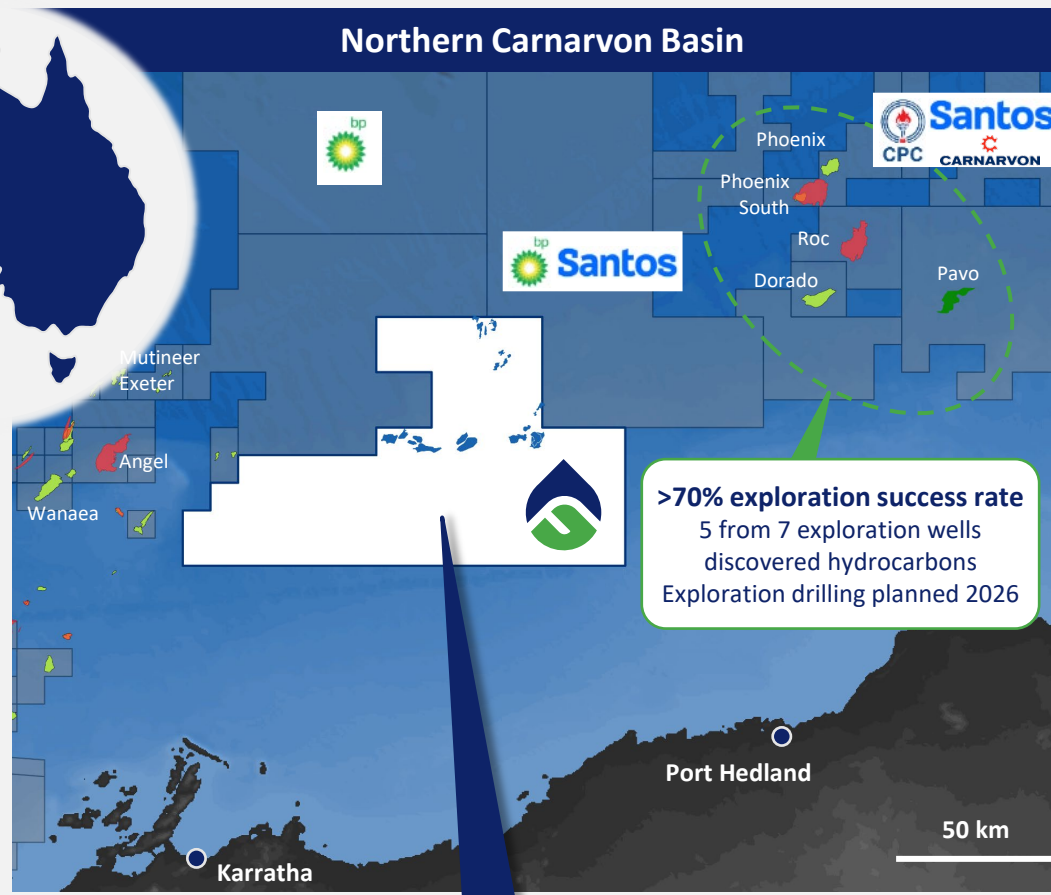 Northern Carnarvon Basin
bp
CPC
Santos
CARNARVON
Phoenix
Phoenix
South
Roc
bp
Santos
Dorado
Pavo
Mutineer
Exeter
Angel
Wanaea
>70% exploration success rate
5 from 7 exploration wells
discovered hydrocarbons
Exploration drilling planned 2026
Port Hedland
50 km
Karratha